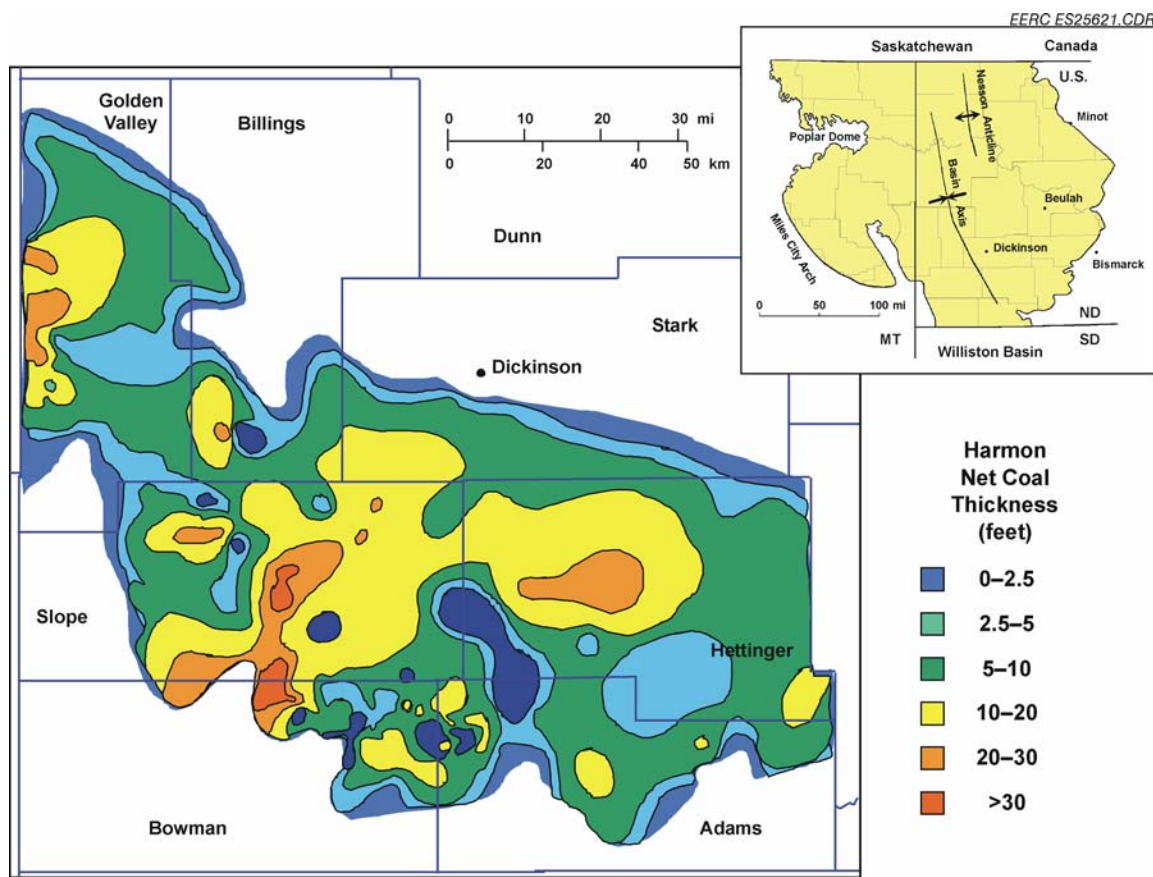 EERC ES25621.CDR
Golden
Valley
Billings
0 10 20 30 mi
0 20 40 50 km
Dunn
Stark
Dickinson
Slope
Hettinger
Bowman
Adams
Saskatchewan Canada
U.S.
Nesson Anticline
Minot
Poplar Dome
Basin Axis
Beulah
Miles City Arch
Dickinson
Bismarck
0 50 100 mi
ND
MT
Williston Basin
SD
Harmon
Net Coal
Thickness
(feet)
0–2.5
2.5–5
5–10
10–20
20–30
>30